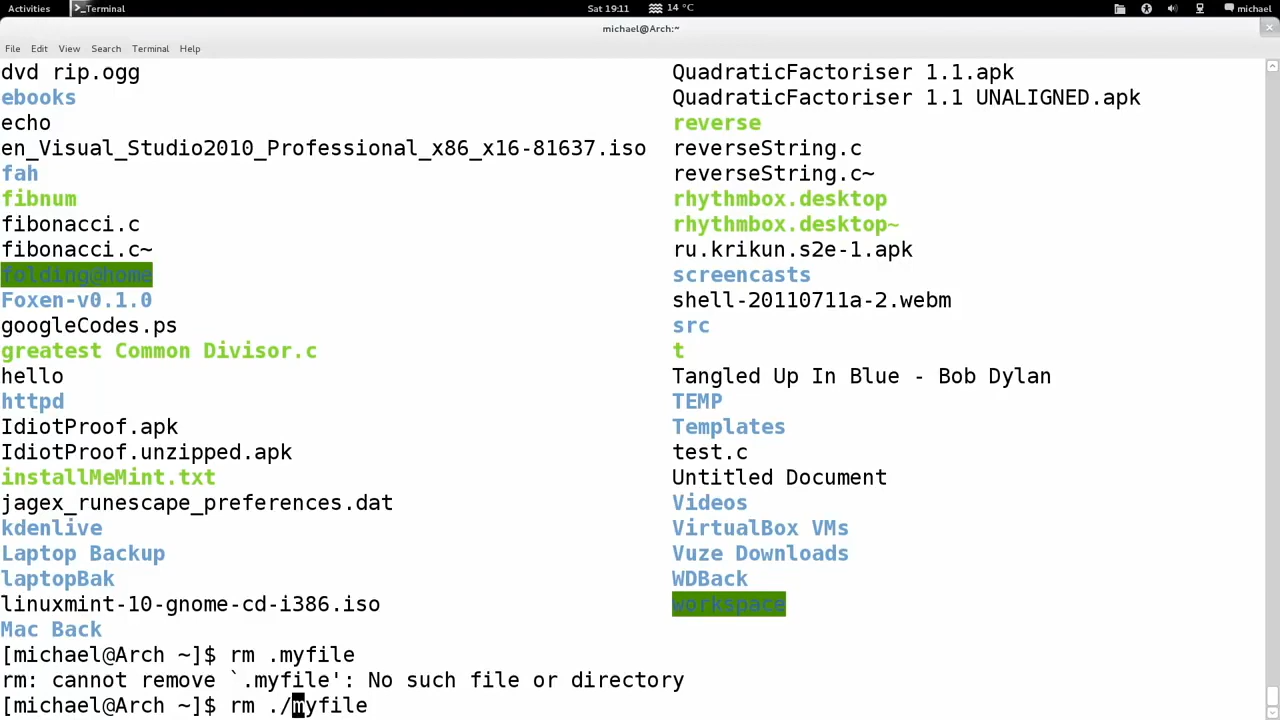 Activities
Terminal
Sat 19:11
14 °C
michael
michael@Arch:~
File Edit View Search Terminal Help
dvd rip.ogg
ebooks
echo
en_Visual_Studio2010_Professional_x86_x16-81637.iso
fah
fibnum
fibonacci.c
fibonacci.c~
folding@home
Foxen-v0.1.0
googleCodes.ps
greatest Common Divisor.c
hello
httpd
IdiotProof.apk
IdiotProof.unzipped.apk
installMeMint.txt
jagex_runescape_preferences.dat
kdenlive
Laptop Backup
laptopBak
linuxmint-10-gnome-cd-i386.iso
Mac Back
QuadraticFactoriser 1.1.apk
QuadraticFactoriser 1.1 UNALIGNED.apk
reverse
reverseString.c
reverseString.c~
rhythmbox.desktop
rhythmbox.desktop~
ru.krikun.s2e-1.apk
screencasts
shell-20110711a-2.webm
src
t
Tangled Up In Blue - Bob Dylan
TEMP
Templates
test.c
Untitled Document
Videos
VirtualBox VMs
Vuze Downloads
WDBack
workspace
[michael@Arch ~]$ rm .myfile
rm: cannot remove `.myfile': No such file or directory
[michael@Arch ~]$ rm ./myfile